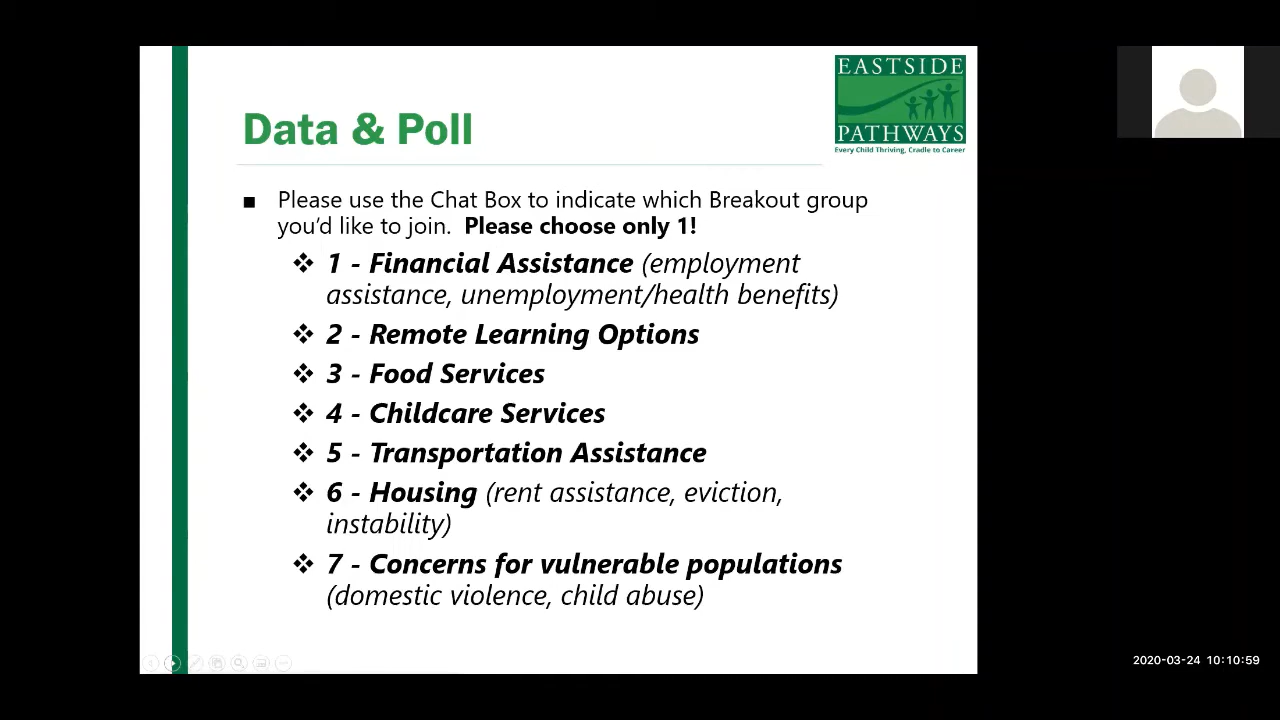 EASTSIDE
PATHWAYS
Every Child Thriving, Cradle to Career
Data & Poll
Please use the Chat Box to indicate which Breakout group
you'd like to join. Please choose only 1!
1 - Financial Assistance (employment
assistance, unemployment/health benefits)
2 - Remote Learning Options
3 - Food Services
4 - Childcare Services
5 - Transportation Assistance
6 - Housing (rent assistance, eviction,
instability)
7 - Concerns for vulnerable populations
(domestic violence, child abuse)
2020-03-24 10:10:59